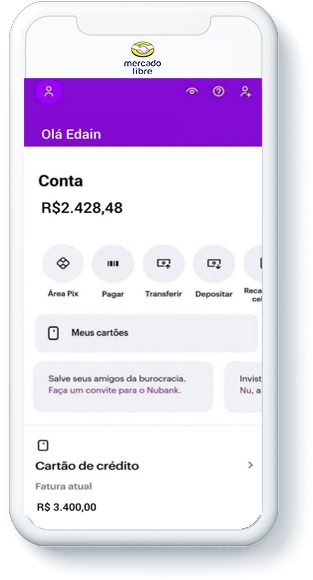 mercado
libre
Olá Edain
Conta
R$2.428,48
Área Pix
Pagar
Transferir
Depositar
Reca
cel
Meus cartões
Salve seus amigos da burocracia.
Faça um convite para o Nubank.
Invist
Nu, a
Cartão de crédito
Fatura atual
R$ 3.400,00